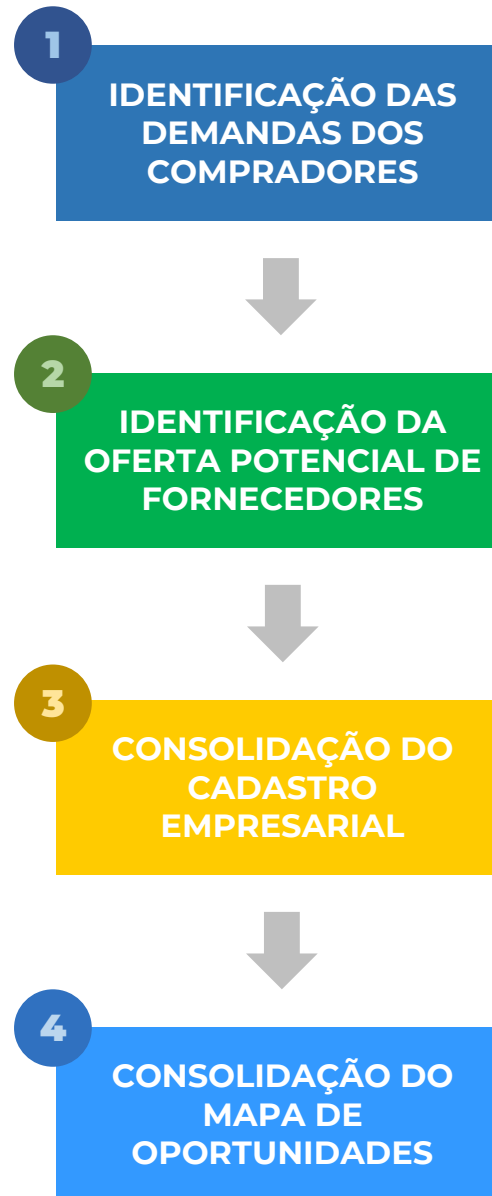 1
IDENTIFICAÇÃO DAS
DEMANDAS DOS
COMPRADORES
2
IDENTIFICAÇÃO DA
OFERTA POTENCIAL DE
FORNECEDORES
3
CONSOLIDAÇÃO DO
CADASTRO
EMPRESARIAL
4
CONSOLIDAÇÃO DO
MAPA DE
OPORTUNIDADES